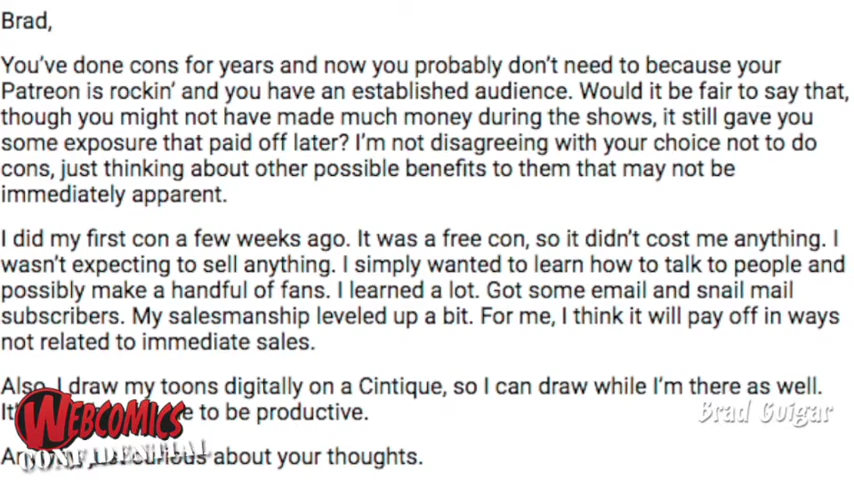 Brad,
You've done cons for years and now you probably don't need to because your
Patreon is rockin' and you have an established audience. Would it be fair to say that,
though you might not have made much money during the shows, it still gave you
some exposure that paid off later? I'm not disagreeing with your choice not to do
cons, just thinking about other possible benefits to them that may not be
immediately apparent.
I did my first con a few weeks ago. It was a free con, so it didn't cost me anything. I
wasn't expecting to sell anything. I simply wanted to learn how to talk to people and
possibly make a handful of fans. I learned a lot. Got some email and snail mail
subscribers. My salesmanship leveled up a bit. For me, I think it will pay off in ways
not related to immediate sales.
Also, I draw my toons digitally on a Cintique, so I can draw while I'm there as well.
to be productive.
curious about your thoughts.
WEBCOMICS
CONFIDENTIAL
Brad Guigar